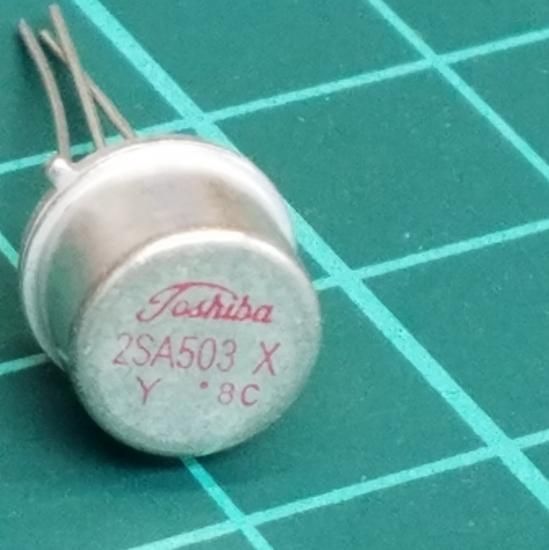 Toshiba
2SA503 X
Y •8C